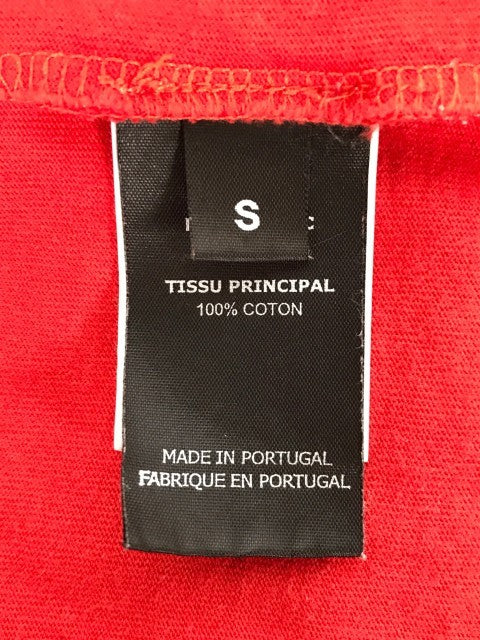 S
TISSU PRINCIPAL
100% COTON
MADE IN PORTUGAL
FABRIQUE EN PORTUGAL